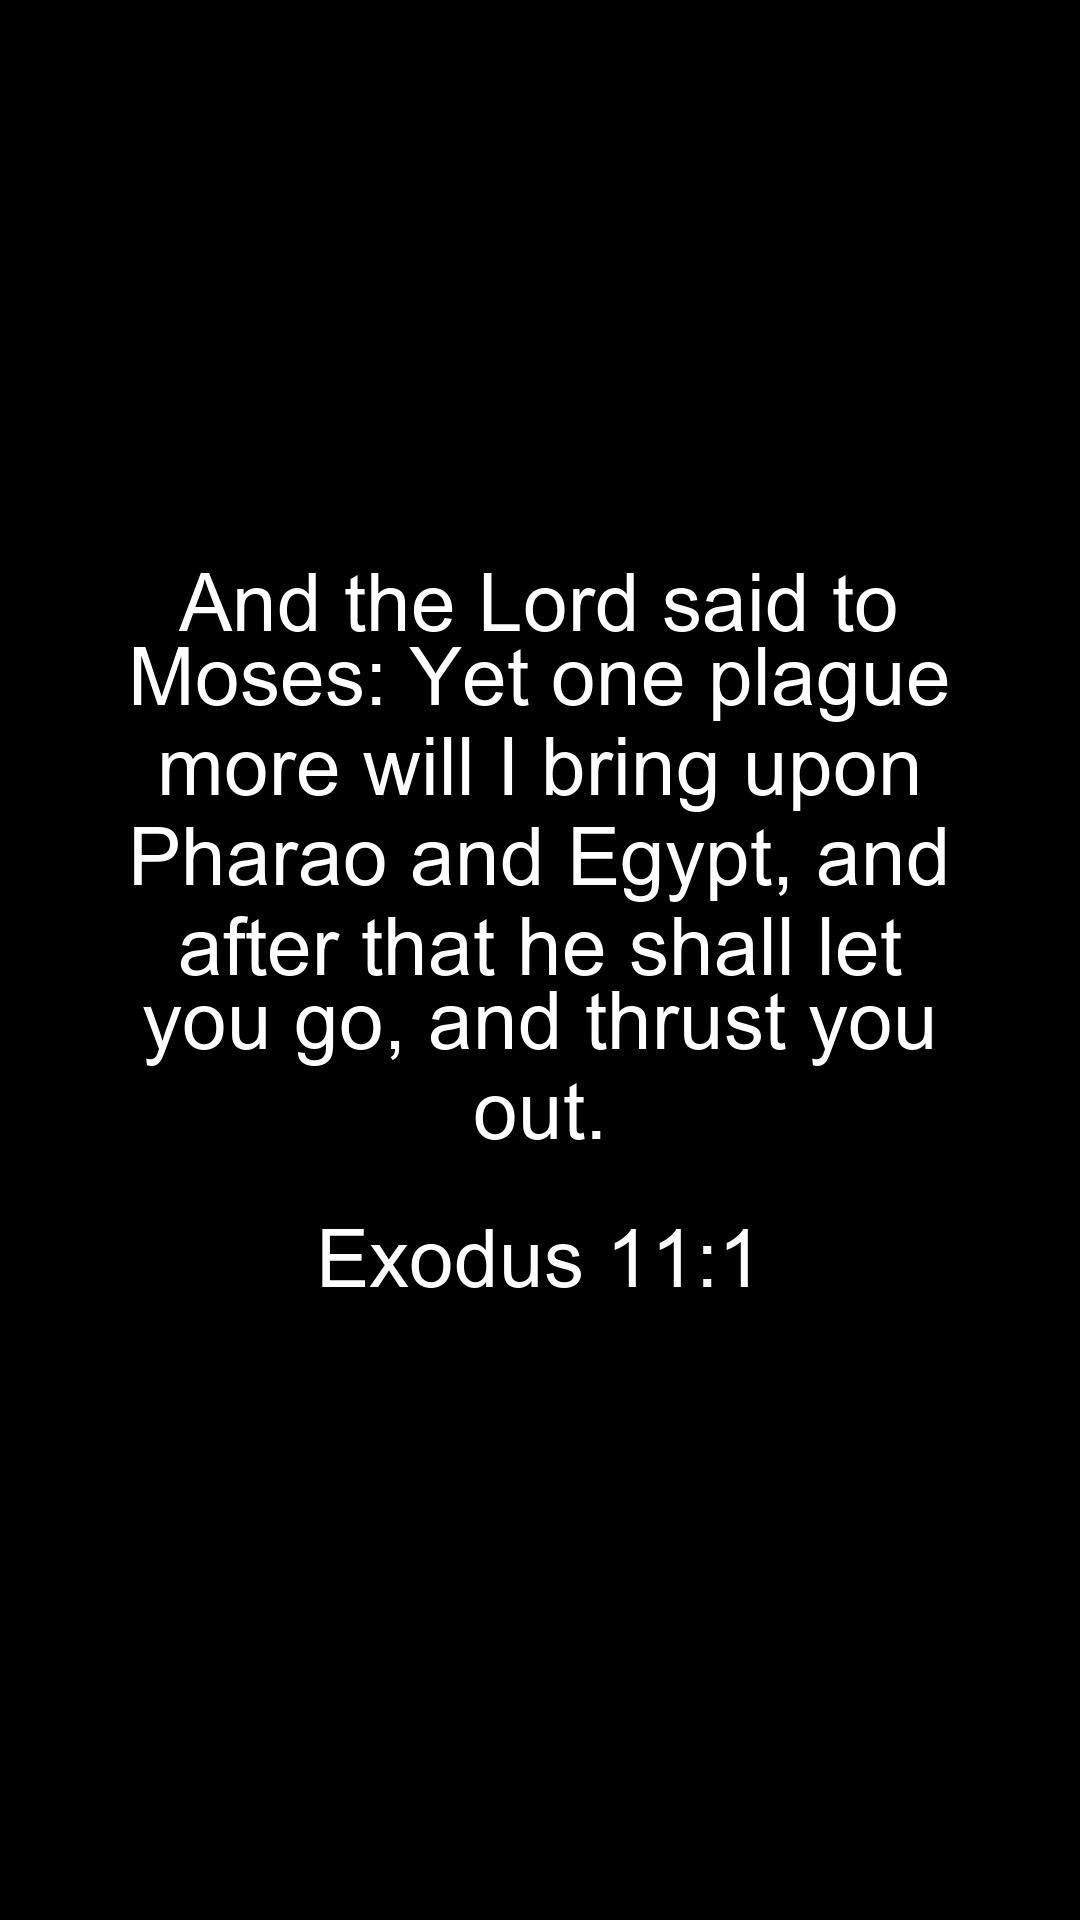 And the Lord said to
Moses: Yet one plague
more will I bring upon
Pharao and Egypt, and
after that he shall let
you go, and thrust you
out.
Exodus 11:1